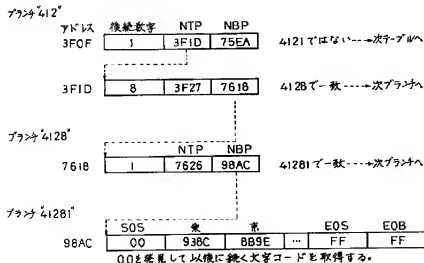 ブランチ"412"
アドレス 後続数字 NTP NBP
3F0F 1 3F1D 75EA 4121ではない----→次テーブルへ
3F1D 8 3F27 7618 4128で一致----→次ブランチへ
ブランチ"4128"
NTP NBP
7618 1 7626 98AC 41281で一致----→次ブランチへ
ブランチ"41281"
SOS 東 京 EOS EOB
98AC 00 938C 8B9E … FF FF
00を発見して以後に続く文字コードを取得する。